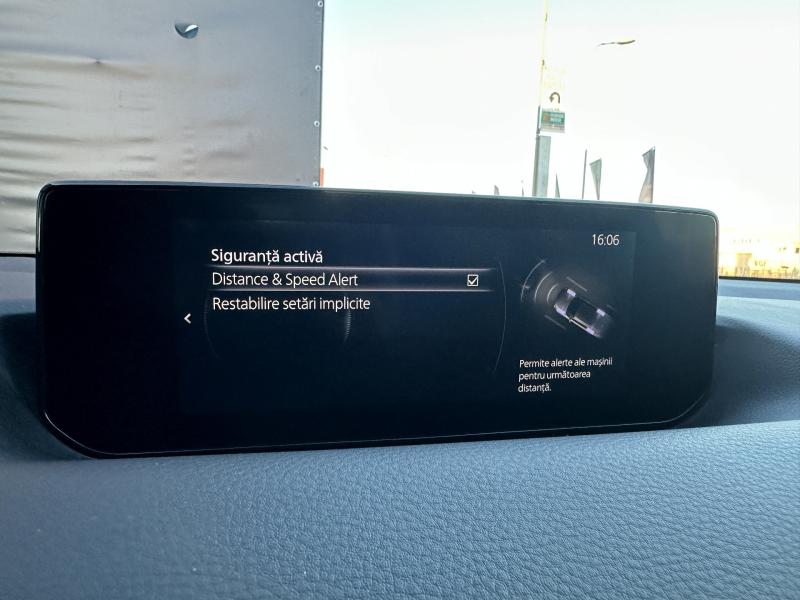 16:06
Siguranță activă
Distance & Speed Alert
Restabilire setări implicite
Permite alerte ale mașinii
pentru următoarea
distanță.